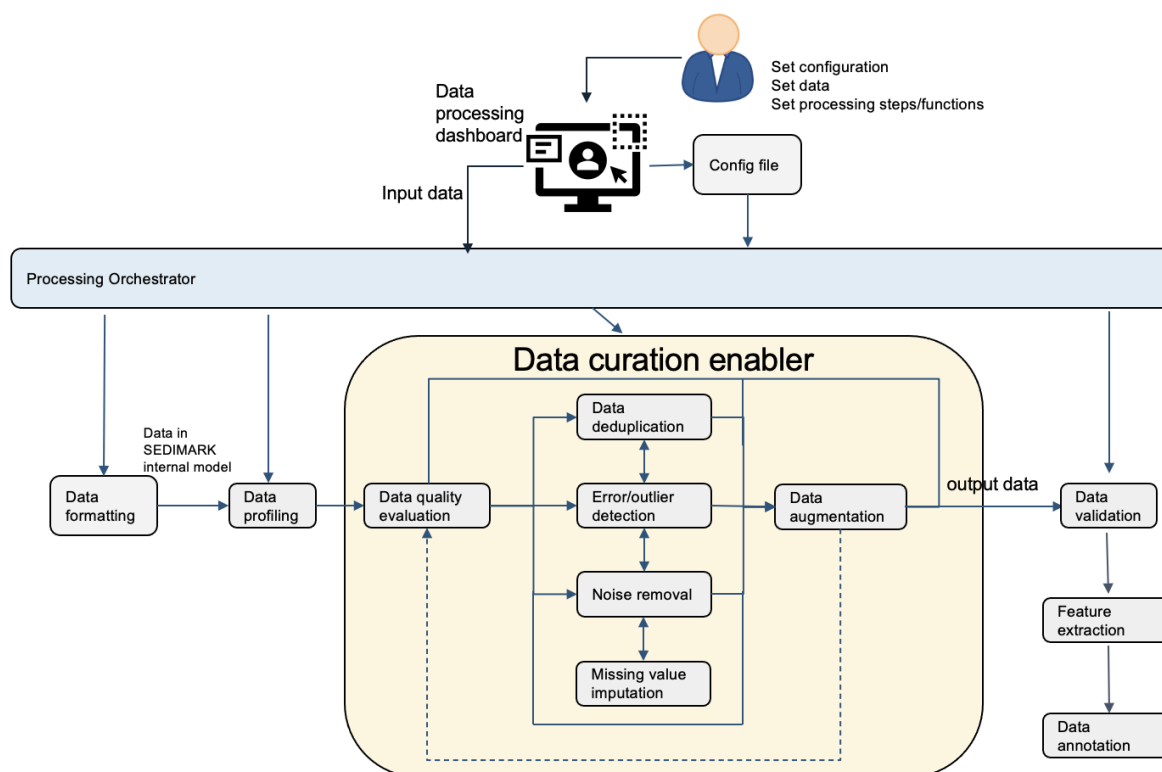 Set configuration
Set data
Set processing steps/functions
Data
processing
dashboard
Config file
Input data
Processing Orchestrator
Data curation enabler
Data
deduplication
Data in
SEDIMARK
internal model
Data
formatting
Data
profiling
Data quality
evaluation
Error/outlier
detection
Data
augmentation
output data
Data
validation
Noise removal
Feature
extraction
Missing value
imputation
Data
annotation